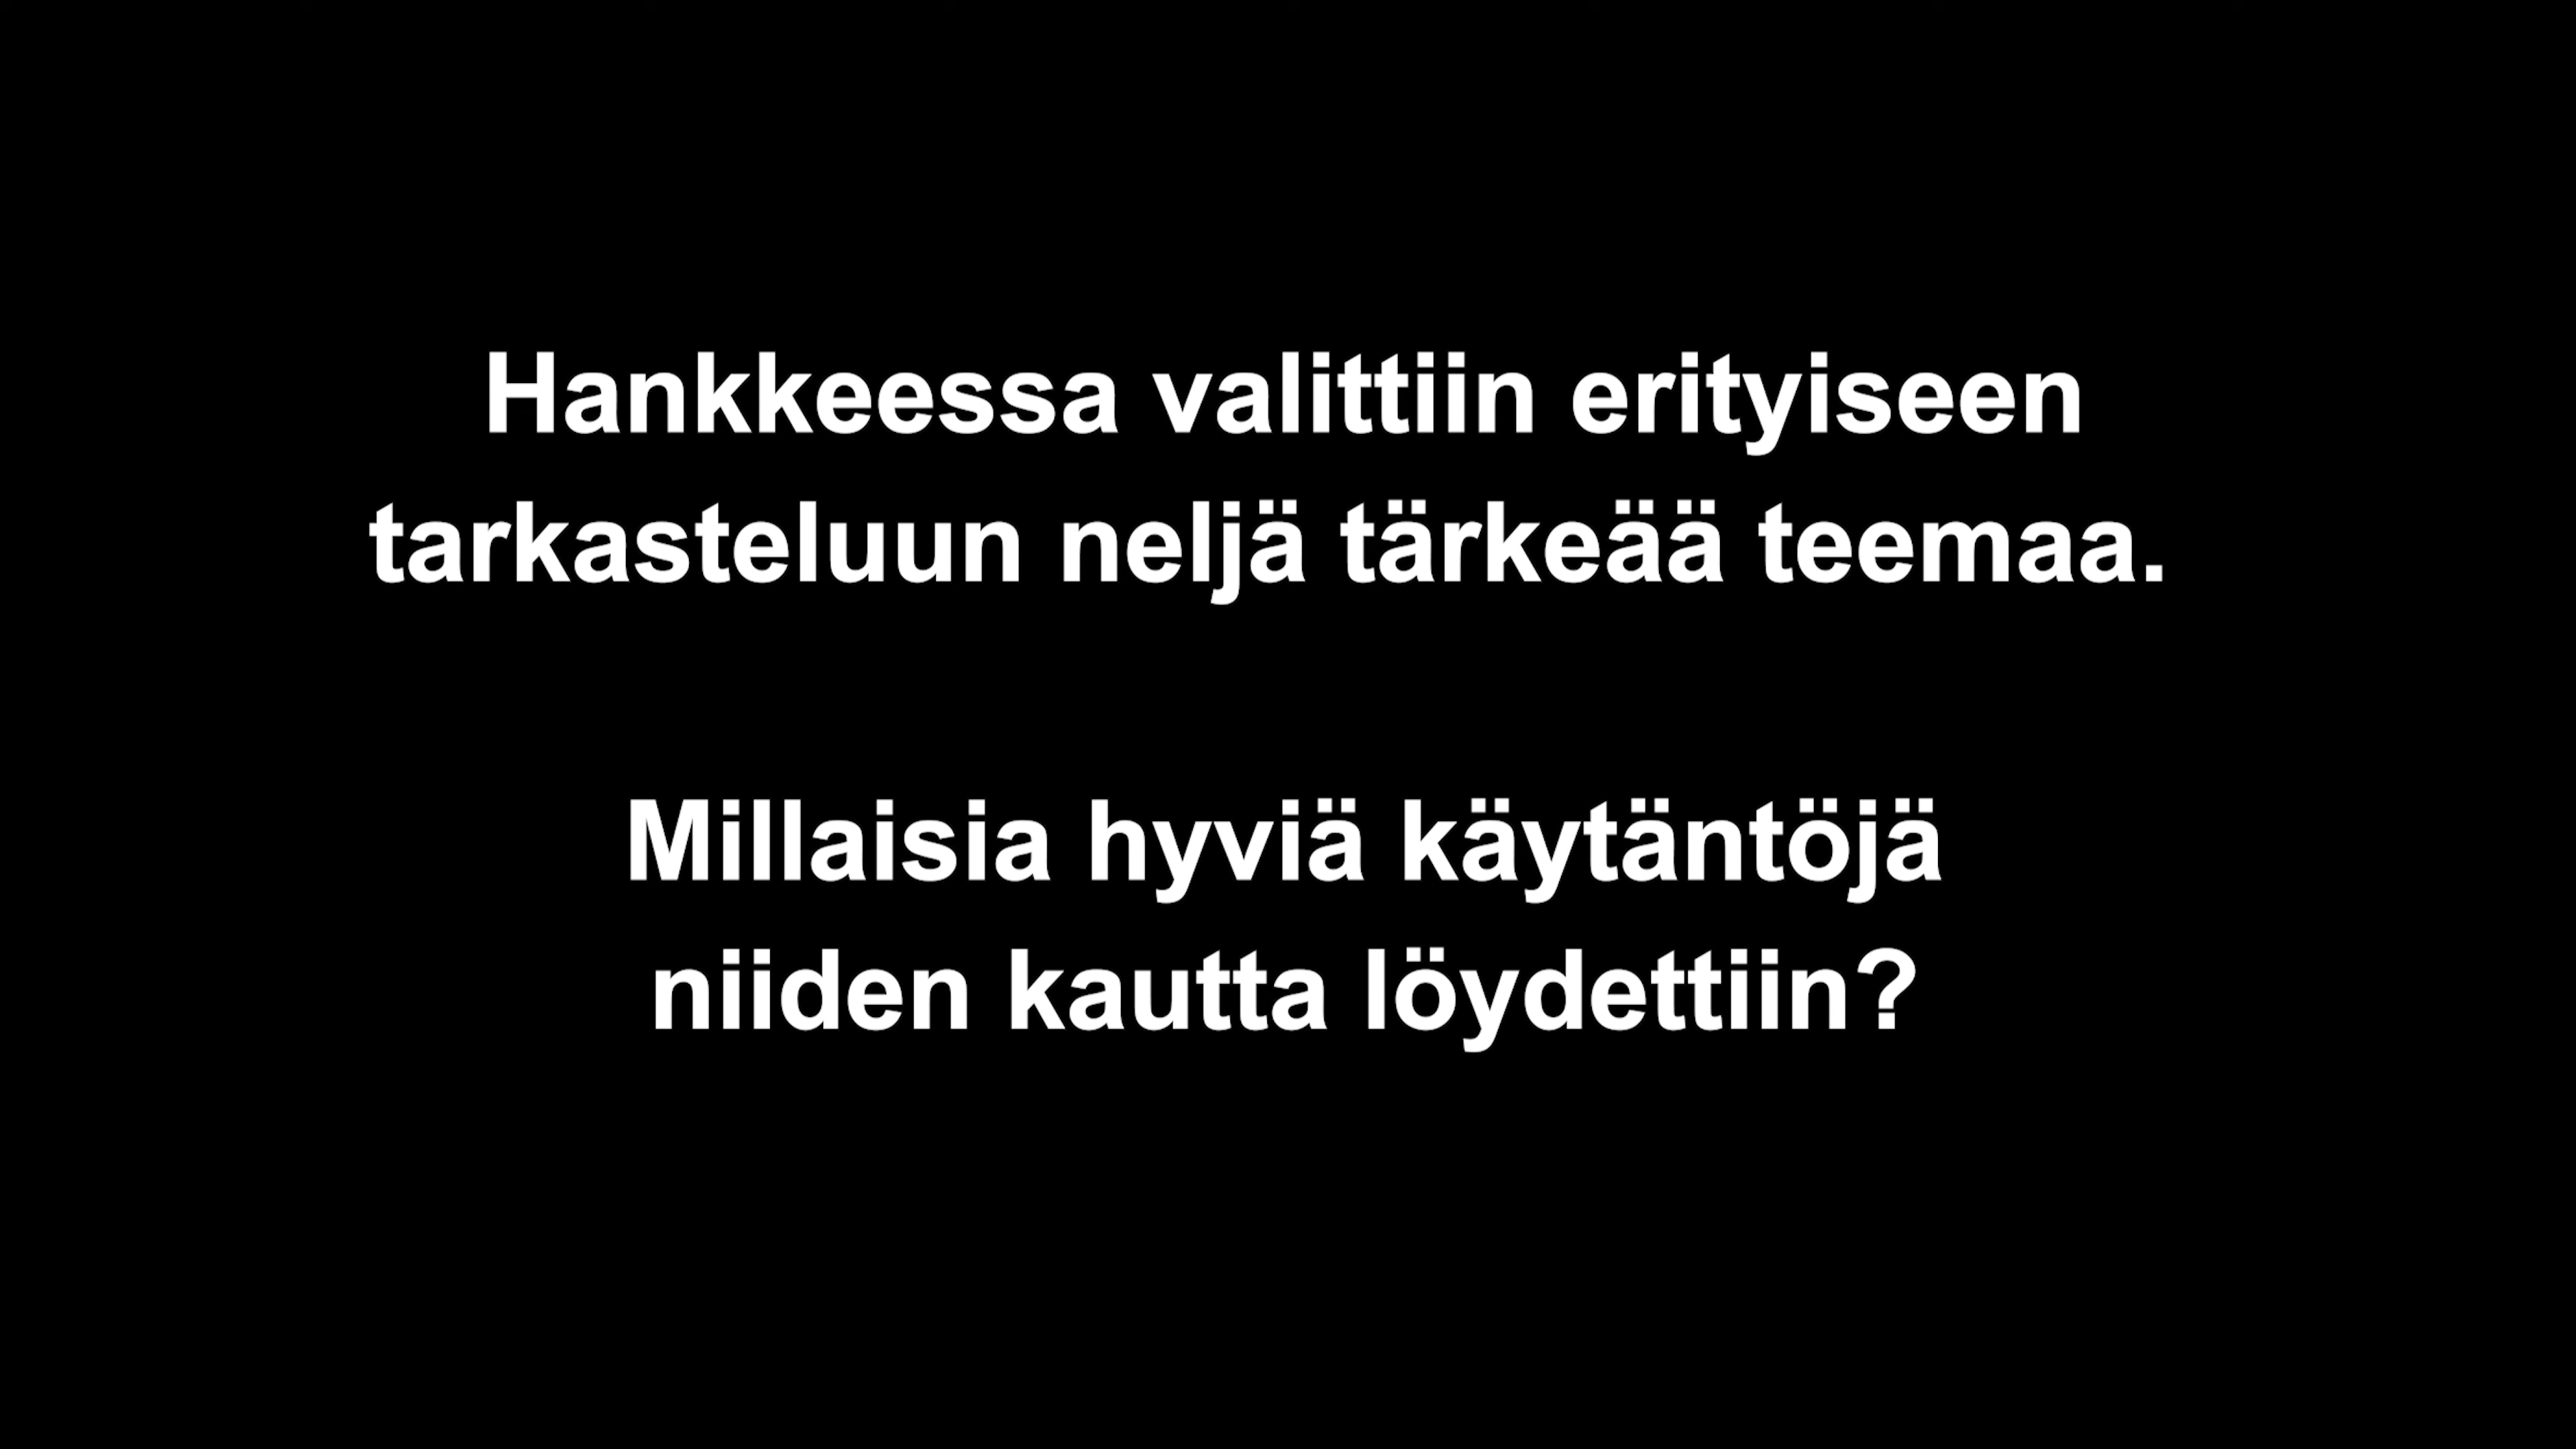 Hankkeessa valittiin erityiseen
tarkasteluun neljä tärkeää teemaa.
Millaisia hyviä käytäntöjä
niiden kautta löydettiin?